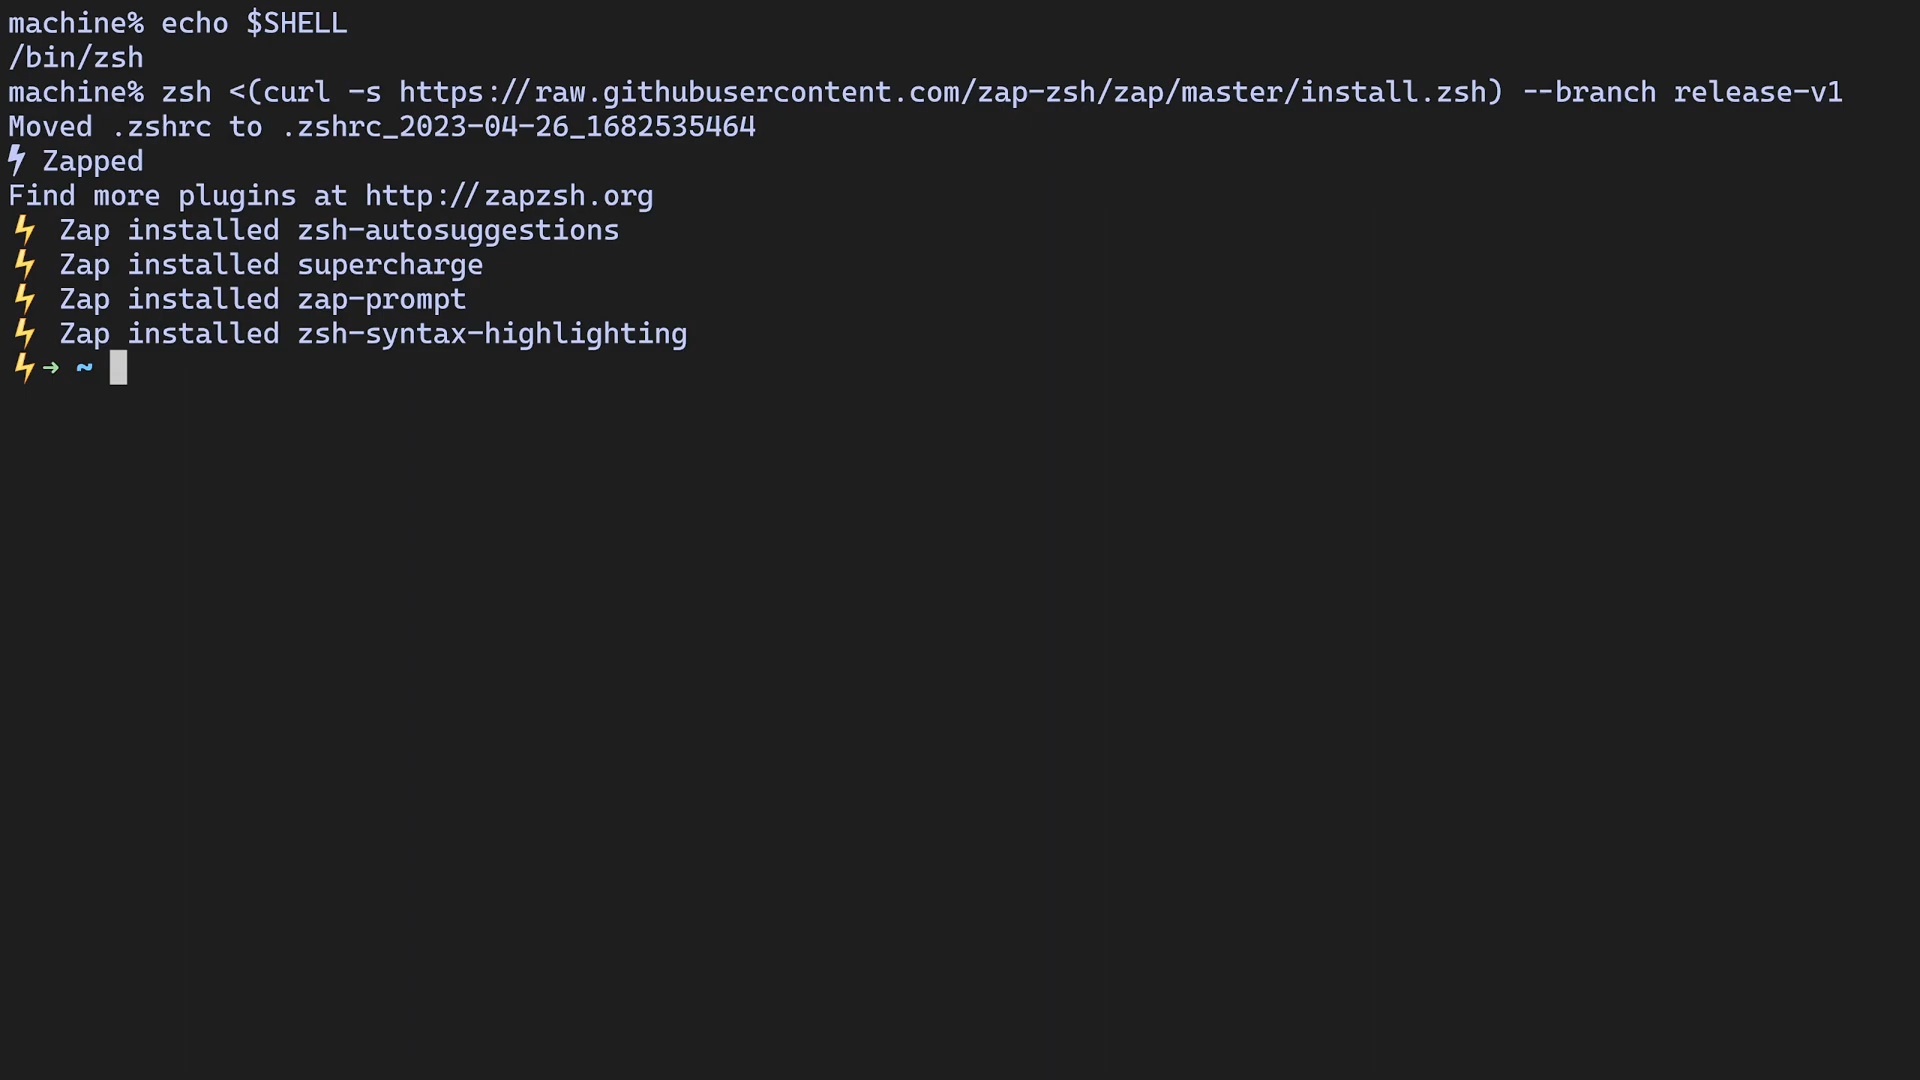 machine% echo $SHELL
/bin/zsh
machine% zsh <(curl -s https://raw.githubusercontent.com/zap-zsh/zap/master/install.zsh) --branch release-v1
Moved .zshrc to .zshrc_2023-04-26_1682535464
⚡ Zapped
Find more plugins at http://zapzsh.org
⚡ Zap installed zsh-autosuggestions
⚡ Zap installed supercharge
⚡ Zap installed zap-prompt
⚡ Zap installed zsh-syntax-highlighting
⚡➜ ~